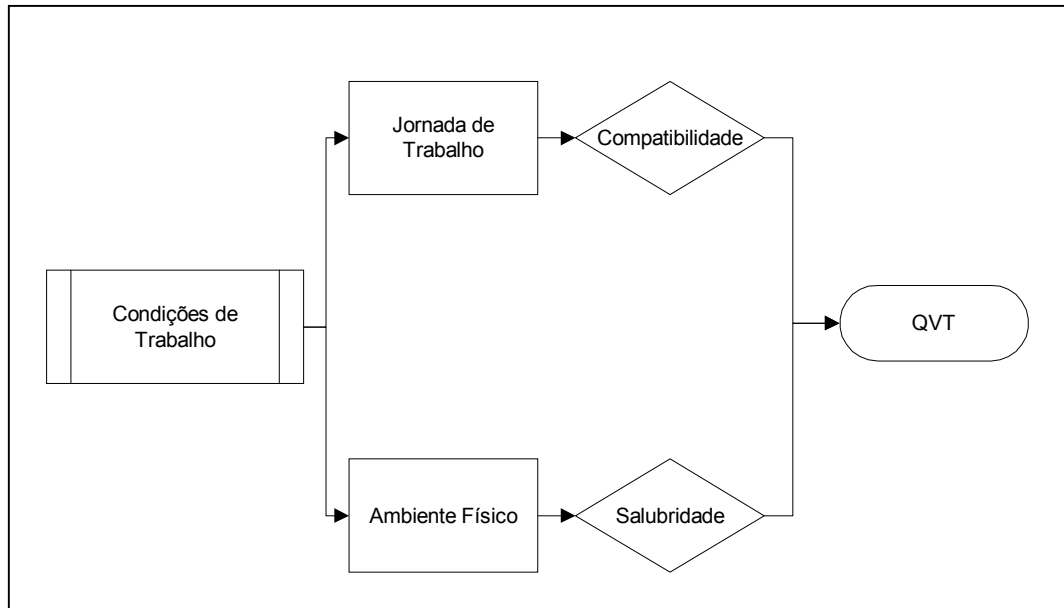 Jornada de
Trabalho
Compatibilidade
Condições de
Trabalho
QVT
Ambiente Físico
Salubridade